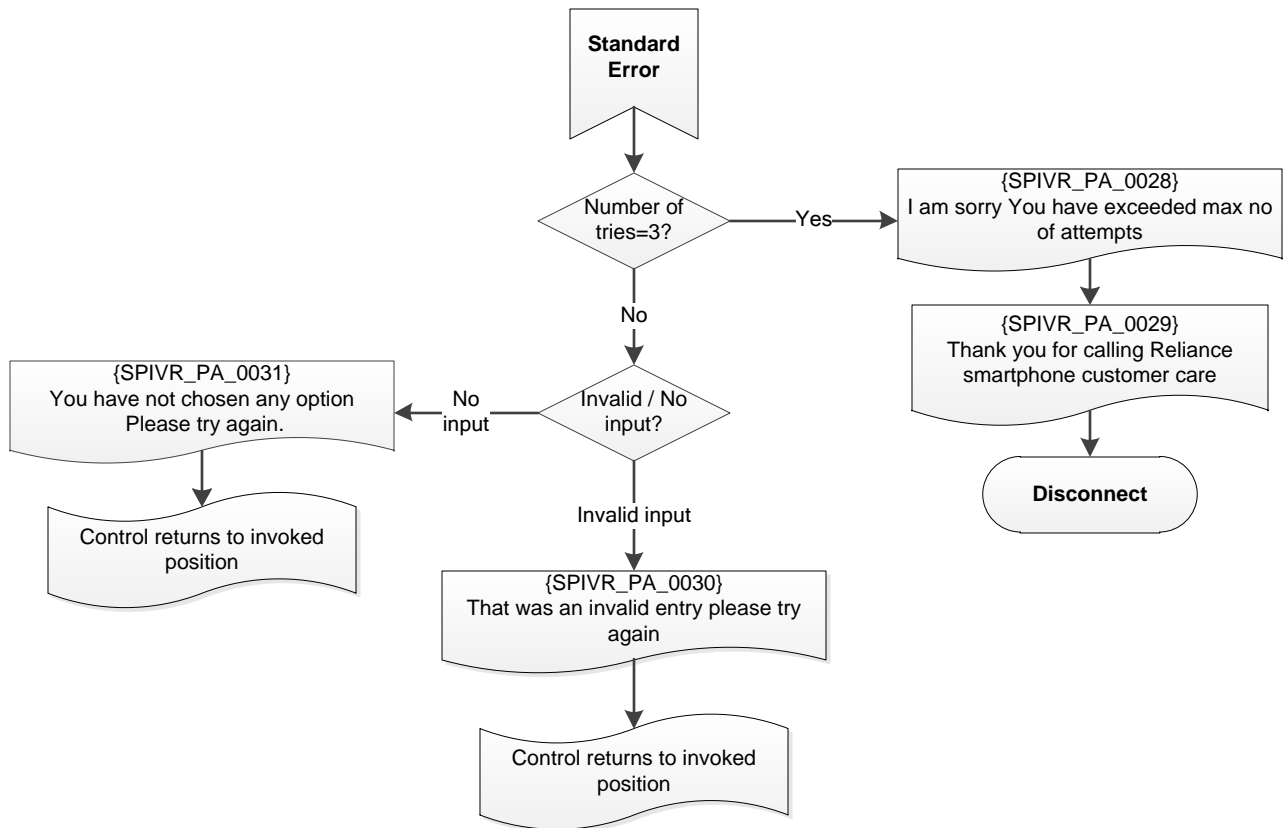 Standard
Error
Number of
tries=3?
Yes
{SPIVR_PA_0028}
I am sorry You have exceeded max no
of attempts
No
{SPIVR_PA_0029}
Thank you for calling Reliance
smartphone customer care
{SPIVR_PA_0031}
You have not chosen any option
Please try again.
No
input
Invalid / No
input?
Disconnect
Control returns to invoked
position
Invalid input
{SPIVR_PA_0030}
That was an invalid entry please try
again
Control returns to invoked
position